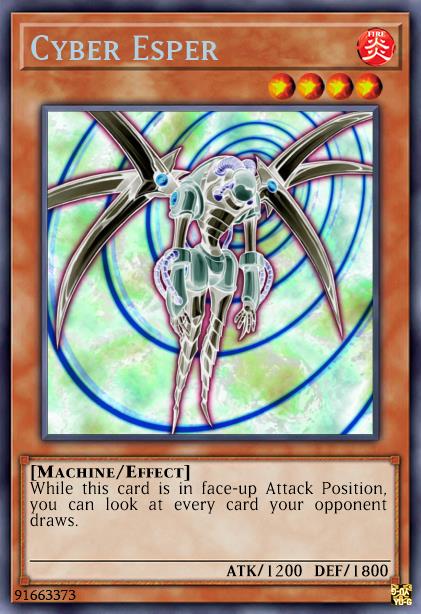 Cyber Esper
FIRE
炎
[Machine/Effect]
While this card is in face-up Attack Position,
you can look at every card your opponent
draws.
ATK/1200 DEF/1800
91663373